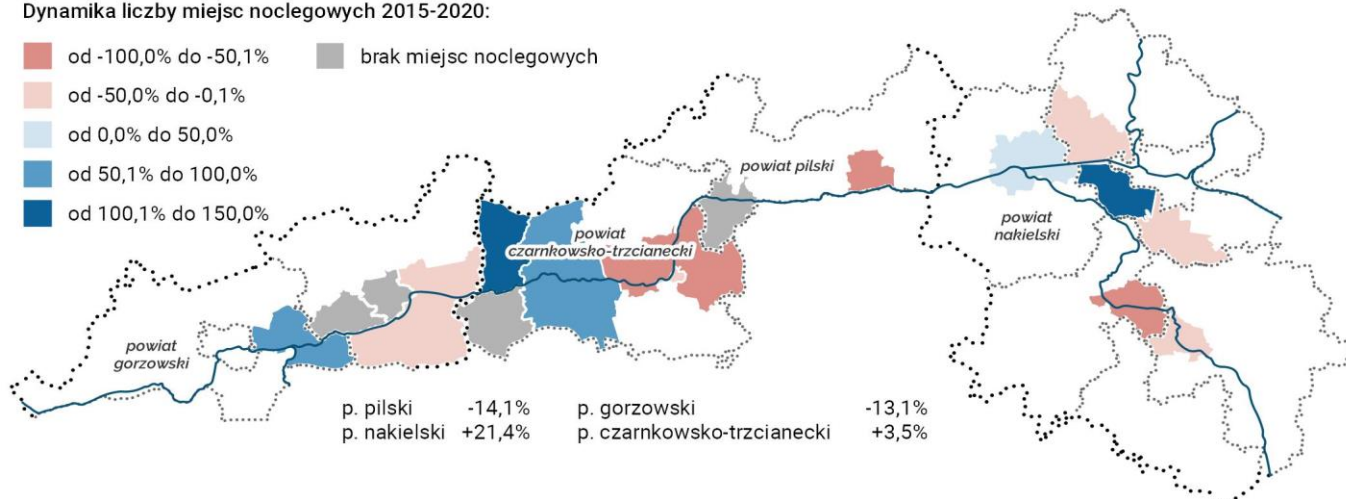 Dynamika liczby miejsc noclegowych 2015-2020:
od -100,0% do -50,1%
brak miejsc noclegowych
od -50,0% do -0,1%
od 0,0% do 50,0%
od 50,1% do 100,0%
od 100,1% do 150,0%
powiat pilski
powiat
nakielski
powiat
czarnkowsko-trzcianecki
powiat
gorzowski
p. pilski -14,1% p. gorzowski -13,1%
p. nakielski +21,4% p. czarnkowsko-trzcianecki +3,5%